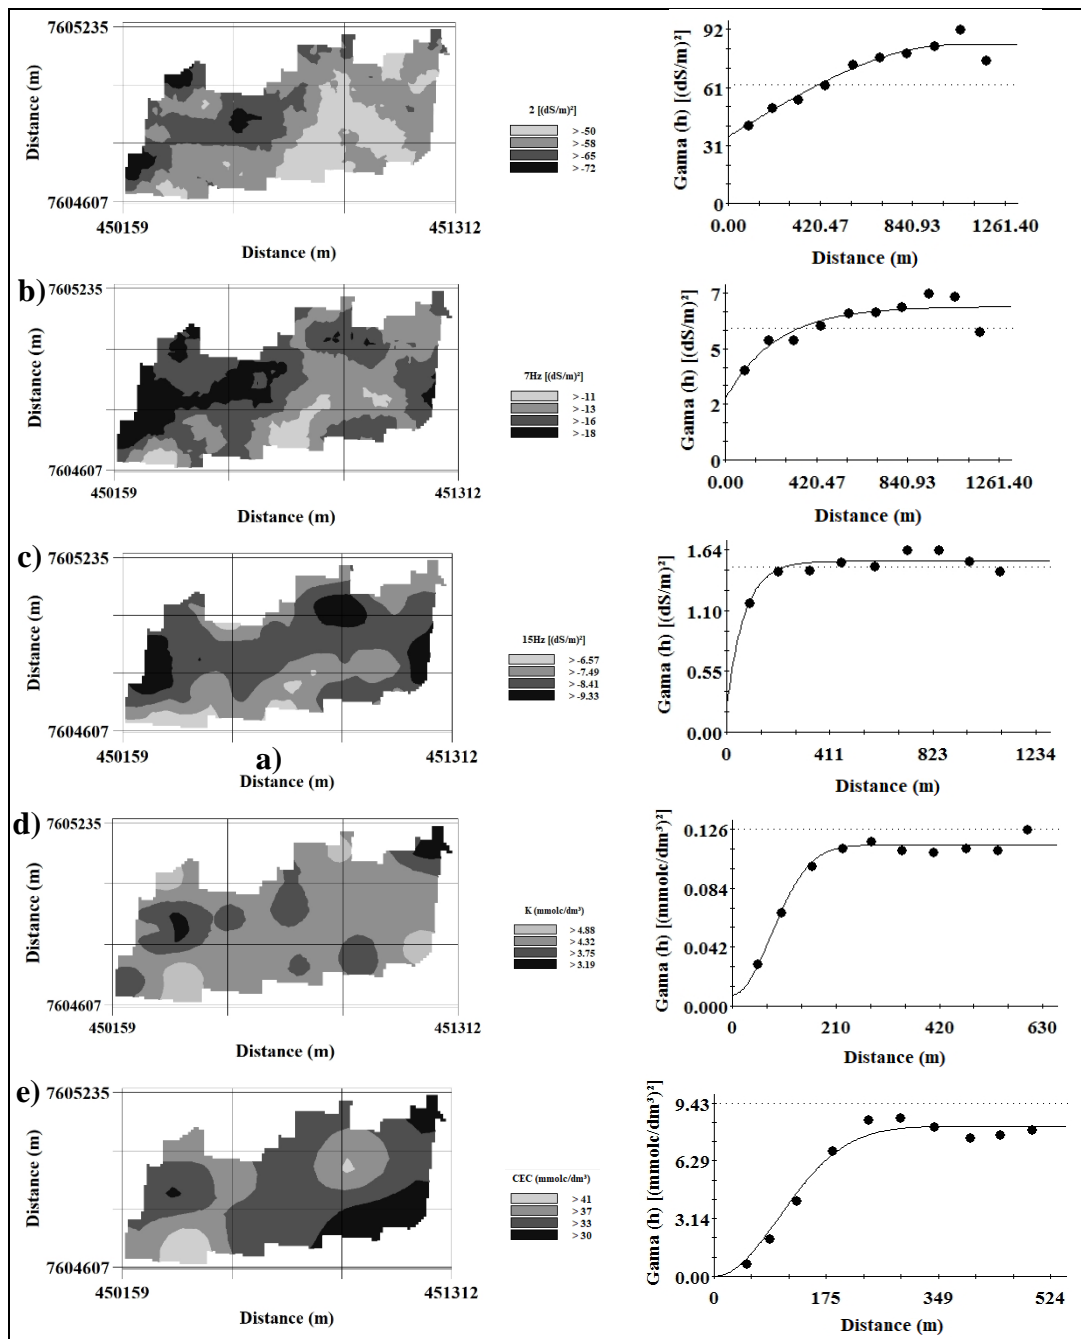 7605235
Distance (m)
7604607
450159
451312
Distance (m)
2 [(dS/m)²]
> -50
> -58
> -65
> -72
Gama (h) [(dS/m)²]
92
61
31
0
0.00
420.47
840.93
1261.40
Distance (m)
b)
7605235
Distance (m)
7604607
450159
451312
Distance (m)
7Hz [(dS/m)²]
> -11
> -13
> -16
> -18
Gama (h) [(dS/m)²]
7
5
2
0
0.00
420.47
840.93
1261.40
Distance (m)
c)
7605235
Distance (m)
7604607
450159
451312
a)
Distance (m)
15Hz [(dS/m)²]
> -6.57
> -7.49
> -8.41
> -9.33
Gama (h) [(dS/m)²]
1.64
1.10
0.55
0.00
0
411
823
1234
Distance (m)
d)
7605235
Distance (m)
7604607
450159
451312
Distance (m)
K (mmolc/dm³)
> 4.88
> 4.32
> 3.75
> 3.19
Gama (h) [(mmolc/dm³)²]
0.126
0.084
0.042
0.000
0
210
420
630
Distance (m)
e)
7605235
Distance (m)
7604607
450159
451312
Distance (m)
CEC (mmolc/dm³)
> 41
> 37
> 33
> 30
Gama (h) [(mmolc/dm³)²]
9.43
6.29
3.14
0.00
0
175
349
524
Distance (m)